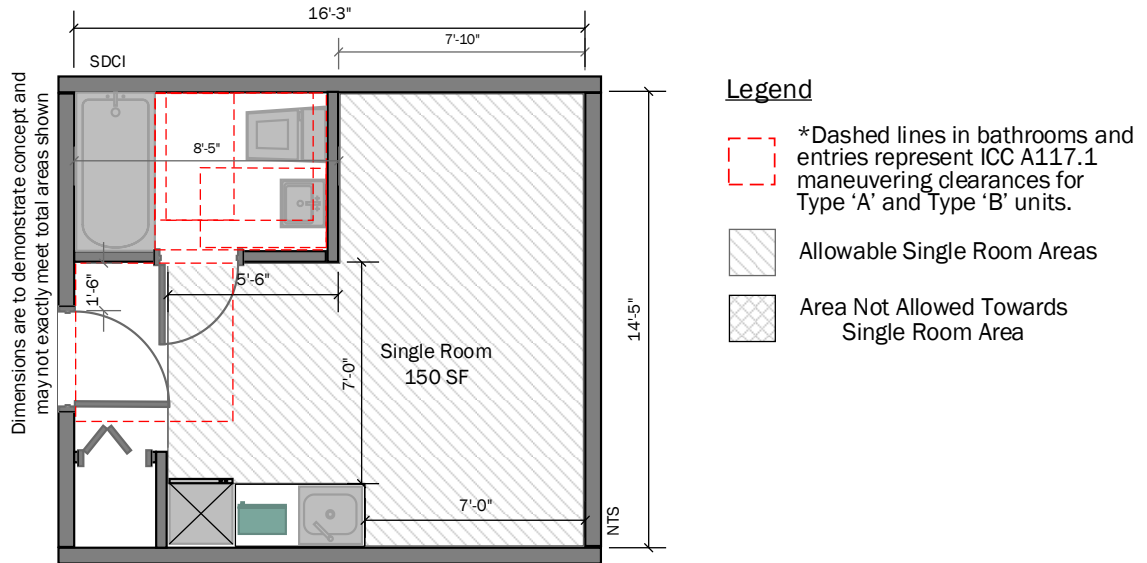 16'-3"
7'-10"
SDCI
Dimensions are to demonstrate concept and
may not exactly meet total areas shown
8'-5"
1'-6"
5'-6"
Single Room
150 SF
7'-0"
14'-5"
7'-0"
NTS
Legend
*Dashed lines in bathrooms and
entries represent ICC A117.1
maneuvering clearances for
Type ‘A’ and Type ‘B’ units.
Allowable Single Room Areas
Area Not Allowed Towards
Single Room Area